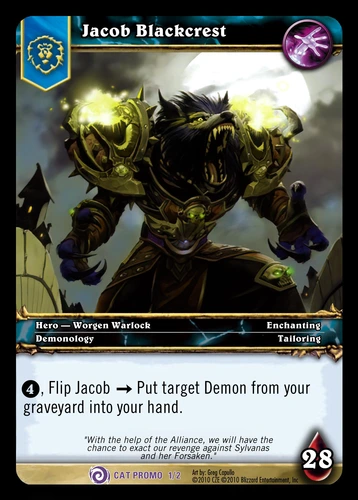 Jacob Blackcrest
Hero — Worgen Warlock Enchanting
Demonology Tailoring
4, Flip Jacob → Put target Demon from your
graveyard into your hand.
"With the help of the Alliance, we will have the
chance to exact our revenge against Sylvanas
and her Forsaken."
CAT PROMO 1/2
Art by: Greg Capullo
©2010 CZE ©2010 Blizzard Entertainment, Inc.
28